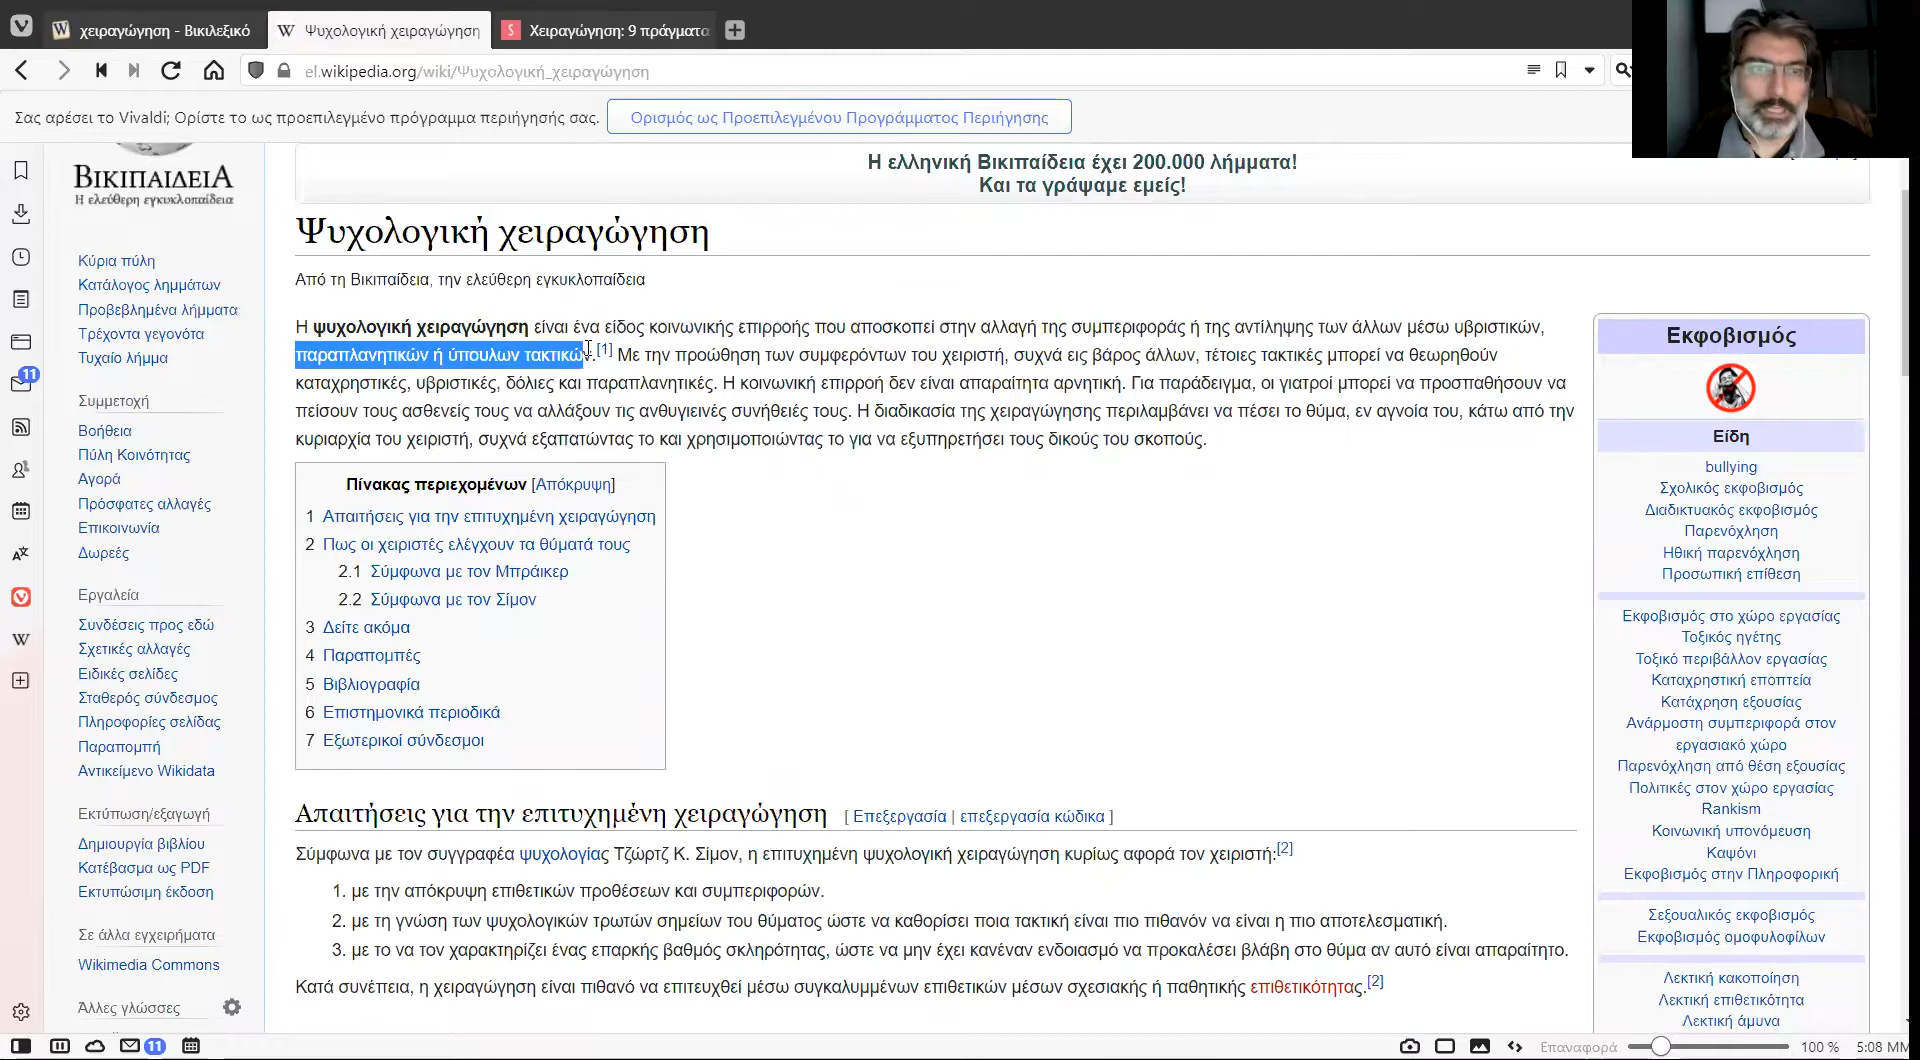 χειραγώγηση - Βικιλεξικό
Ψυχολογική χειραγώγηση
Χειραγώγηση: 9 πράγματα
el.wikipedia.org/wiki/Ψυχολογική_χειραγώγηση
Σας αρέσει το Vivaldi; Ορίστε το ως προεπιλεγμένο πρόγραμμα περιήγησής σας.
Ορισμός ως Προεπιλεγμένου Προγράμματος Περιήγησης
ΒΙΚΙΠΑΙΔΕΙΑ
Η ελεύθερη εγκυκλοπαίδεια
Κύρια πύλη
Κατάλογος λημμάτων
Προβεβλημένα λήμματα
Τρέχοντα γεγονότα
Τυχαίο λήμμα
11
Συμμετοχή
Βοήθεια
Πύλη Κοινότητας
Αγορά
Πρόσφατες αλλαγές
Επικοινωνία
Δωρεές
Εργαλεία
Συνδέσεις προς εδώ
Σχετικές αλλαγές
Ειδικές σελίδες
Σταθερός σύνδεσμος
Πληροφορίες σελίδας
Παραπομπή
Αντικείμενο Wikidata
Εκτύπωση/εξαγωγή
Δημιουργία βιβλίου
Κατέβασμα ως PDF
Εκτυπώσιμη έκδοση
Σε άλλα εγχειρήματα
Wikimedia Commons
Άλλες γλώσσες
Η ελληνική Βικιπαίδεια έχει 200.000 λήμματα!
Και τα γράψαμε εμείς!
Ψυχολογική χειραγώγηση
Από τη Βικιπαίδεια, την ελεύθερη εγκυκλοπαίδεια
Η ψυχολογική χειραγώγηση είναι ένα είδος κοινωνικής επιρροής που αποσκοπεί στην αλλαγή της συμπεριφοράς ή της αντίληψης των άλλων μέσω υβριστικών,
παραπλανητικών ή ύπουλων τακτικών.[1] Με την προώθηση των συμφερόντων του χειριστή, συχνά εις βάρος άλλων, τέτοιες τακτικές μπορεί να θεωρηθούν
καταχρηστικές, υβριστικές, δόλιες και παραπλανητικές. Η κοινωνική επιρροή δεν είναι απαραίτητα αρνητική. Για παράδειγμα, οι γιατροί μπορεί να προσπαθήσουν να
πείσουν τους ασθενείς τους να αλλάξουν τις ανθυγιεινές συνήθειές τους. Η διαδικασία της χειραγώγησης περιλαμβάνει να πέσει το θύμα, εν αγνοία του, κάτω από την
κυριαρχία του χειριστή, συχνά εξαπατώντας το και χρησιμοποιώντας το για να εξυπηρετήσει τους δικούς του σκοπούς.
Πίνακας περιεχομένων [Απόκρυψη]
1 Απαιτήσεις για την επιτυχημένη χειραγώγηση
2 Πως οι χειριστές ελέγχουν τα θύματά τους
2.1 Σύμφωνα με τον Μπράικερ
2.2 Σύμφωνα με τον Σίμον
3 Δείτε ακόμα
4 Παραπομπές
5 Βιβλιογραφία
6 Επιστημονικά περιοδικά
7 Εξωτερικοί σύνδεσμοι
Απαιτήσεις για την επιτυχημένη χειραγώγηση [ Επεξεργασία | επεξεργασία κώδικα ]
Σύμφωνα με τον συγγραφέα ψυχολογίας Τζώρτζ Κ. Σίμον, η επιτυχημένη ψυχολογική χειραγώγηση κυρίως αφορά τον χειριστή:[2]
1. με την απόκρυψη επιθετικών προθέσεων και συμπεριφορών.
2. με τη γνώση των ψυχολογικών τρωτών σημείων του θύματος ώστε να καθορίσει ποια τακτική είναι πιο πιθανόν να είναι η πιο αποτελεσματική.
3. με το να τον χαρακτηρίζει ένας επαρκής βαθμός σκληρότητας, ώστε να μην έχει κανέναν ενδοιασμό να προκαλέσει βλάβη στο θύμα αν αυτό είναι απαραίτητο.
Κατά συνέπεια, η χειραγώγηση είναι πιθανό να επιτευχθεί μέσω συγκαλυμμένων επιθετικών μέσων σχεσιακής ή παθητικής επιθετικότητας.[2]
Εκφοβισμός
Είδη
bullying
Σχολικός εκφοβισμός
Διαδικτυακός εκφοβισμός
Παρενόχληση
Ηθική παρενόχληση
Προσωπική επίθεση
Εκφοβισμός στο χώρο εργασίας
Τοξικός ηγέτης
Τοξικό περιβάλλον εργασίας
Καταχρηστική εποπτεία
Κατάχρηση εξουσίας
Ανάρμοστη συμπεριφορά στον
εργασιακό χώρο
Παρενόχληση από θέση εξουσίας
Πολιτικές στον χώρο εργασίας
Rankism
Κοινωνική υπονόμευση
Καψόνι
Εκφοβισμός στην Πληροφορική
Σεξουαλικός εκφοβισμός
Εκφοβισμός ομοφυλοφίλων
Λεκτική κακοποίηση
Λεκτική επιθετικότητα
Λεκτική άμυνα
11
Επαναφορά
100 %
5:08 MM